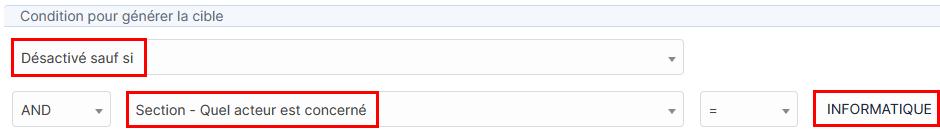 Condition pour générer la cible
Désactivé sauf si
AND Section - Quel acteur est concerné = INFORMATIQUE